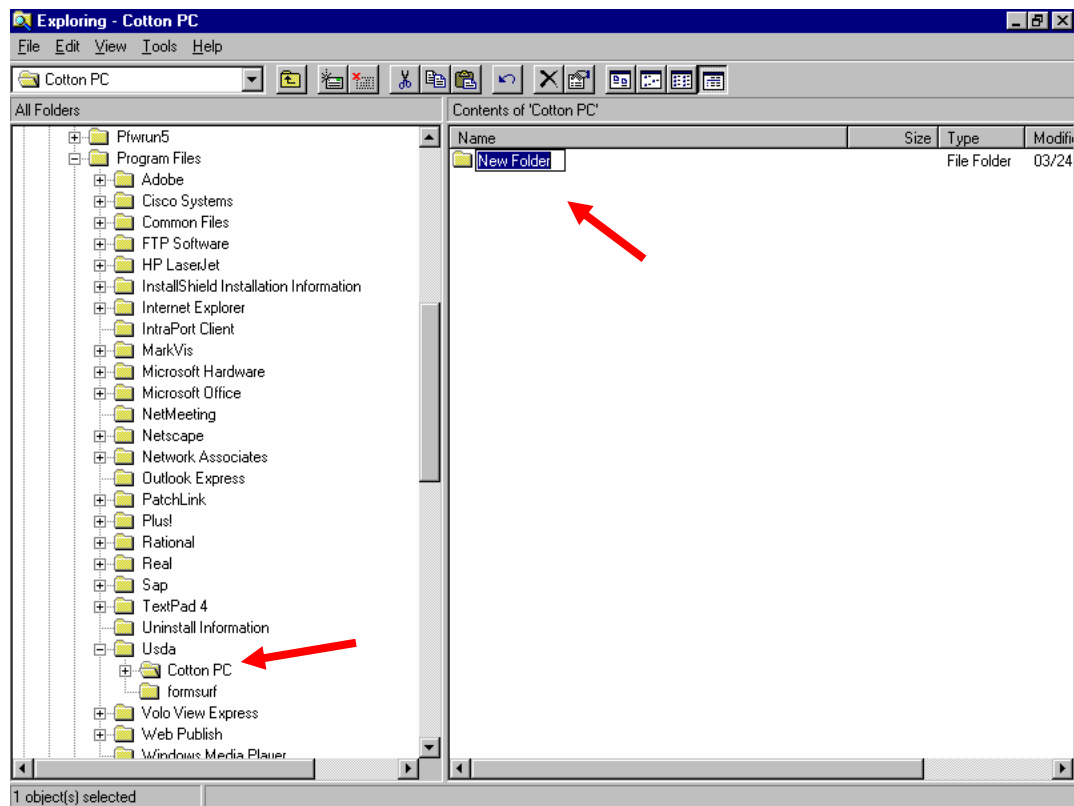 Exploring - Cotton PC
File Edit View Tools Help
Cotton PC
All Folders
Contents of 'Cotton PC'
Name Size Type Modifi
New Folder File Folder 03/24
Pfwrun5
Program Files
Adobe
Cisco Systems
Common Files
FTP Software
HP LaserJet
InstallShield Installation Information
Internet Explorer
IntraPort Client
MarkVis
Microsoft Hardware
Microsoft Office
NetMeeting
Netscape
Network Associates
Outlook Express
PatchLink
Plus!
Rational
Real
Sap
TextPad 4
Uninstall Information
Usda
Cotton PC
formsurf
Volo View Express
Web Publish
Windows Media Player
1 object(s) selected